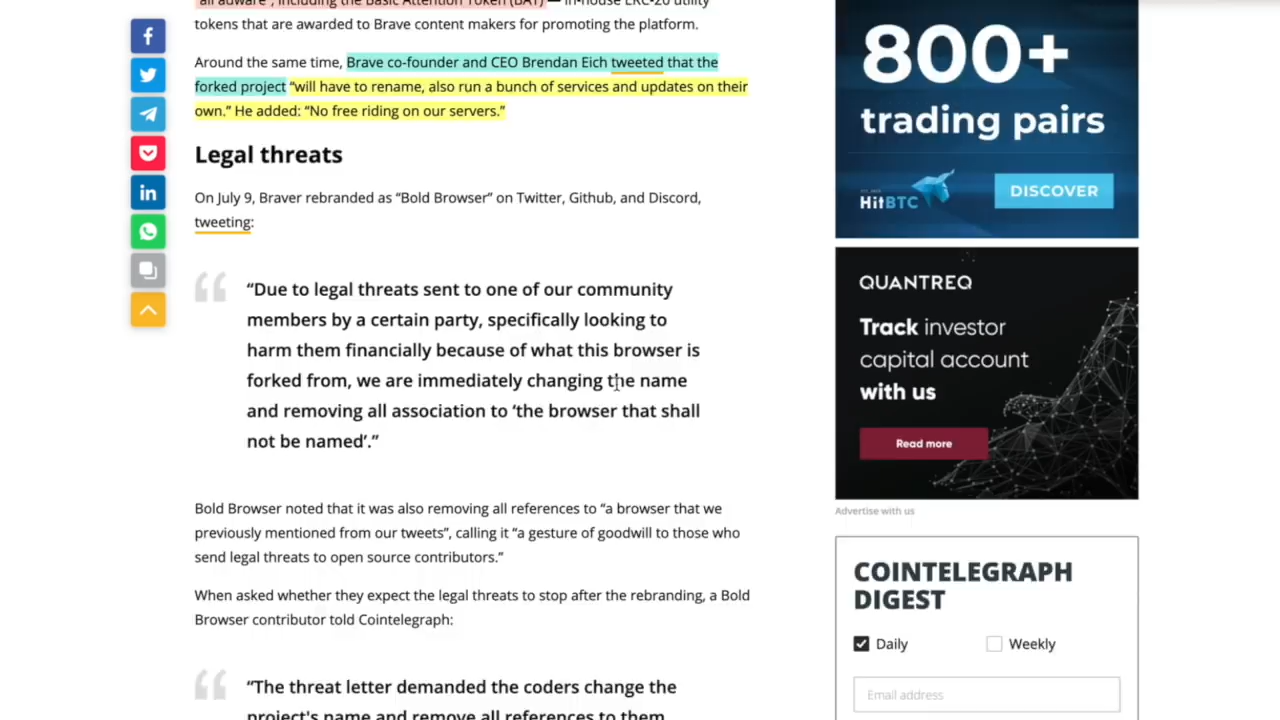 "all adware", including the Basic Attention Token (BAT) — in-house ERC-20 utility
tokens that are awarded to Brave content makers for promoting the platform.
Around the same time, Brave co-founder and CEO Brendan Eich tweeted that the
forked project “will have to rename, also run a bunch of services and updates on their
own.” He added: “No free riding on our servers.”
Legal threats
On July 9, Braver rebranded as “Bold Browser” on Twitter, Github, and Discord,
tweeting:
“Due to legal threats sent to one of our community
members by a certain party, specifically looking to
harm them financially because of what this browser is
forked from, we are immediately changing the name
and removing all association to ‘the browser that shall
not be named’.”
Bold Browser noted that it was also removing all references to “a browser that we
previously mentioned from our tweets”, calling it “a gesture of goodwill to those who
send legal threats to open source contributors.”
When asked whether they expect the legal threats to stop after the rebranding, a Bold
Browser contributor told Cointelegraph:
“The threat letter demanded the coders change the
project's name and remove all references to them
800+
trading pairs
HitBTC
DISCOVER
QUANTREQ
Track investor
capital account
with us
Read more
Advertise with us
COINTELEGRAPH
DIGEST
Daily
Weekly
Email address